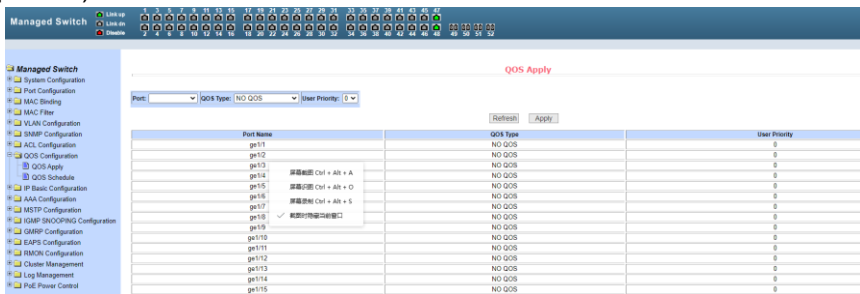 Managed Switch
Link up
Link dn
Disable
1 3 5 7 9 11 13 15 17 19 21 23 25 27 29 31 33 35 37 39 41 43 45 47
2 4 6 8 10 12 14 16 18 20 22 24 26 28 30 32 34 36 38 40 42 44 46 48 49 50 51 52
Managed Switch
System Configuration
Port Configuration
MAC Binding
MAC Filter
VLAN Configuration
SNMP Configuration
ACL Configuration
QOS Configuration
QOS Apply
QOS Schedule
IP Basic Configuration
AAA Configuration
MSTP Configuration
IGMP SNOOPING Configuration
GMRP Configuration
EAPS Configuration
RMON Configuration
Cluster Management
Log Management
PoE Power Control
QOS Apply
Port: QOS Type: NO QOS User Priority: 0
Refresh Apply
Port Name QOS Type User Priority
ge1/1 NO QOS 0
ge1/2 NO QOS 0
ge1/3 NO QOS 0
ge1/4 NO QOS 0
ge1/5 NO QOS 0
ge1/6 NO QOS 0
ge1/7 NO QOS 0
ge1/8 NO QOS 0
ge1/9 NO QOS 0
ge1/10 NO QOS 0
ge1/11 NO QOS 0
ge1/12 NO QOS 0
ge1/13 NO QOS 0
ge1/14 NO QOS 0
ge1/15 NO QOS 0
屏幕截图 Ctrl + Alt + A
屏幕识图 Ctrl + Alt + O
屏幕录制 Ctrl + Alt + S
截图时隐藏当前窗口